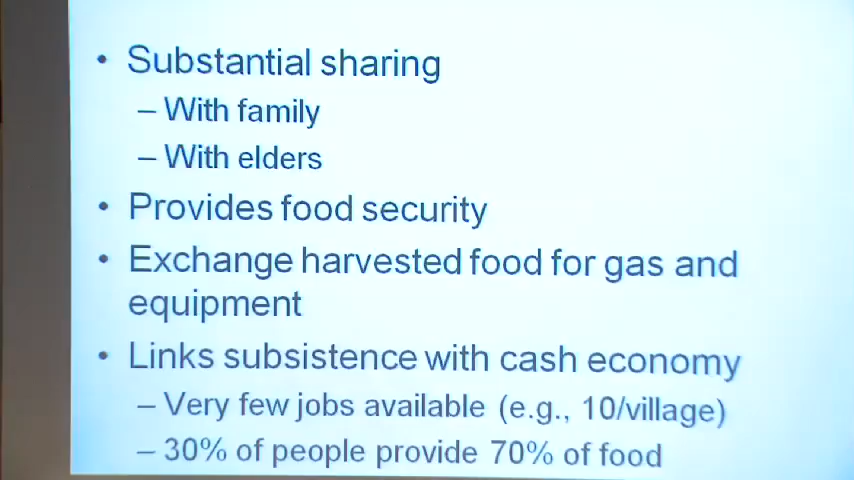 • Substantial sharing
– With family
– With elders
• Provides food security
• Exchange harvested food for gas and
equipment
• Links subsistence with cash economy
– Very few jobs available (e.g., 10/village)
– 30% of people provide 70% of food